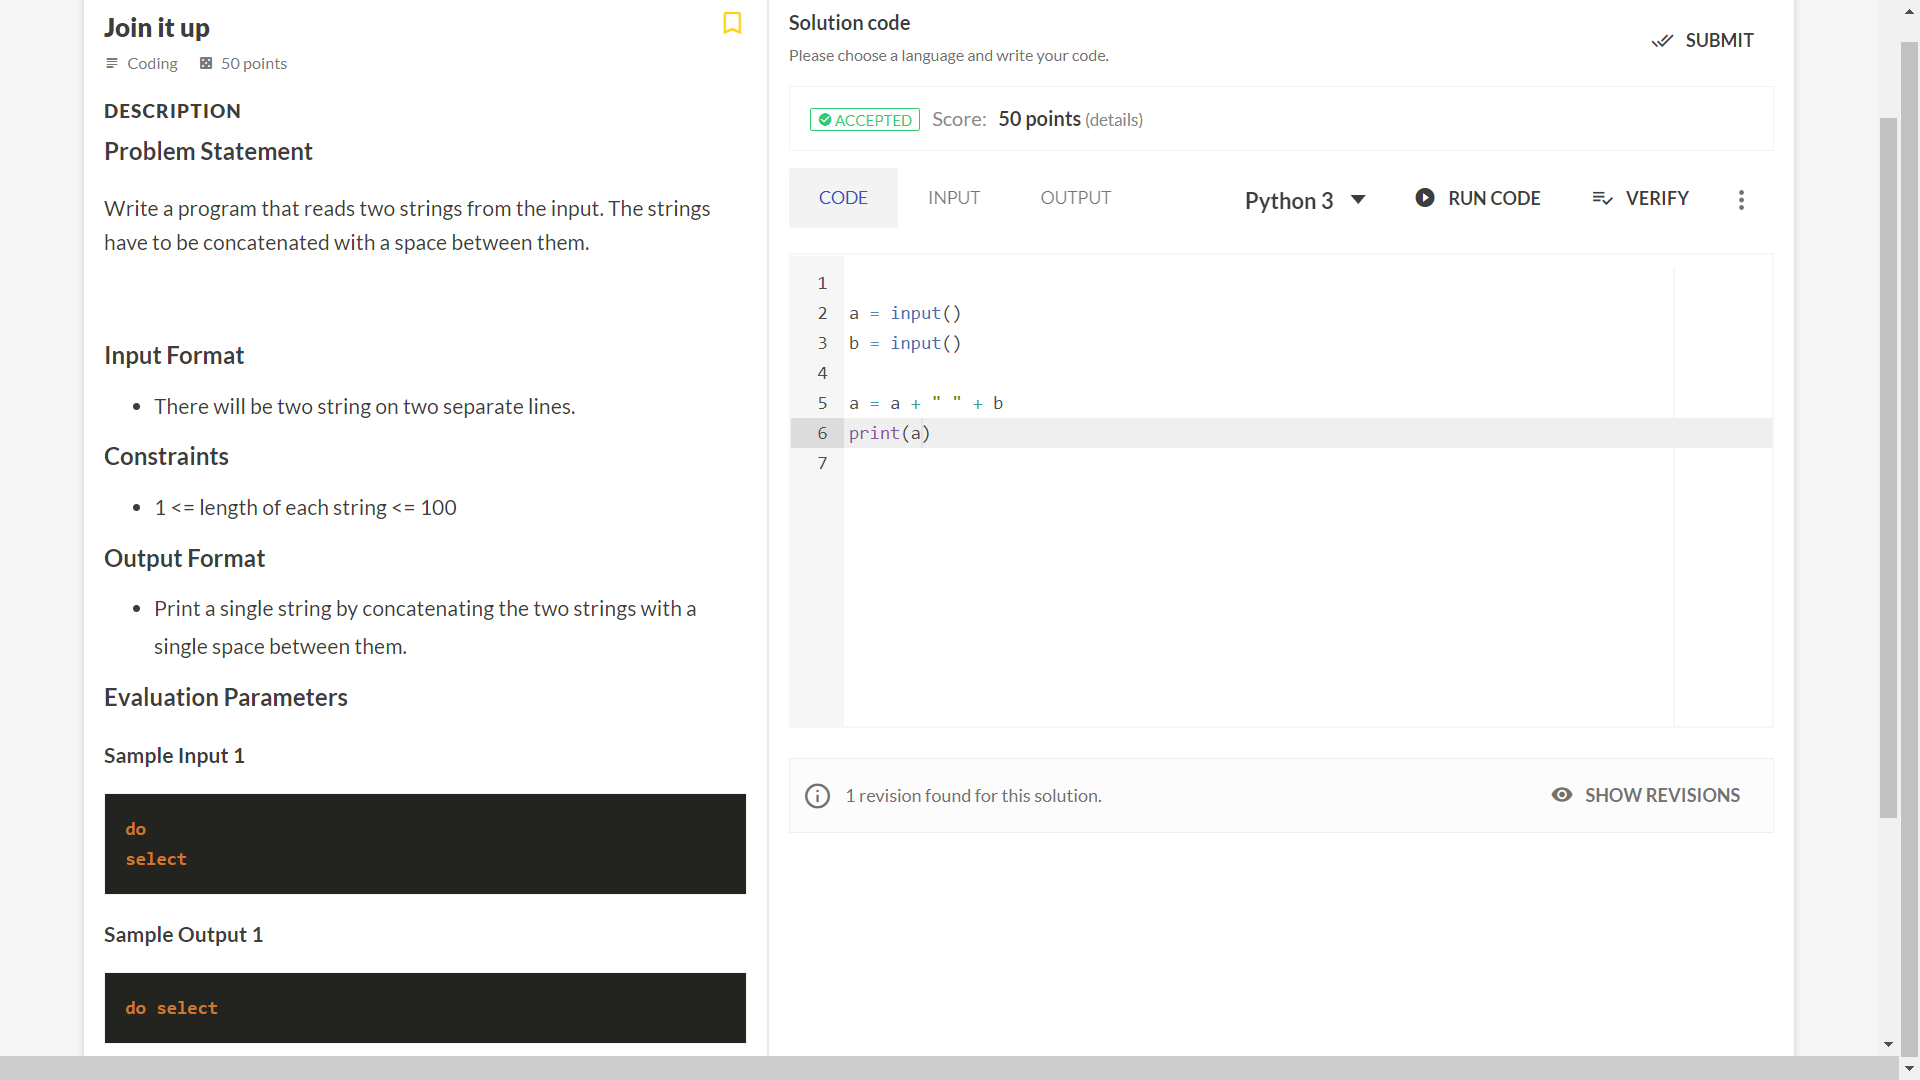 Join it up
Coding 50 points
DESCRIPTION
Problem Statement
Write a program that reads two strings from the input. The strings
have to be concatenated with a space between them.
Input Format
• There will be two string on two separate lines.
Constraints
• 1 <= length of each string <= 100
Output Format
• Print a single string by concatenating the two strings with a
single space between them.
Evaluation Parameters
Sample Input 1
do
select
Sample Output 1
do select
Solution code
Please choose a language and write your code.
SUBMIT
ACCEPTED Score: 50 points (details)
CODE INPUT OUTPUT Python 3 RUN CODE VERIFY
1
2 a = input()
3 b = input()
4
5 a = a + " " + b
6 print(a)
7
1 revision found for this solution. SHOW REVISIONS